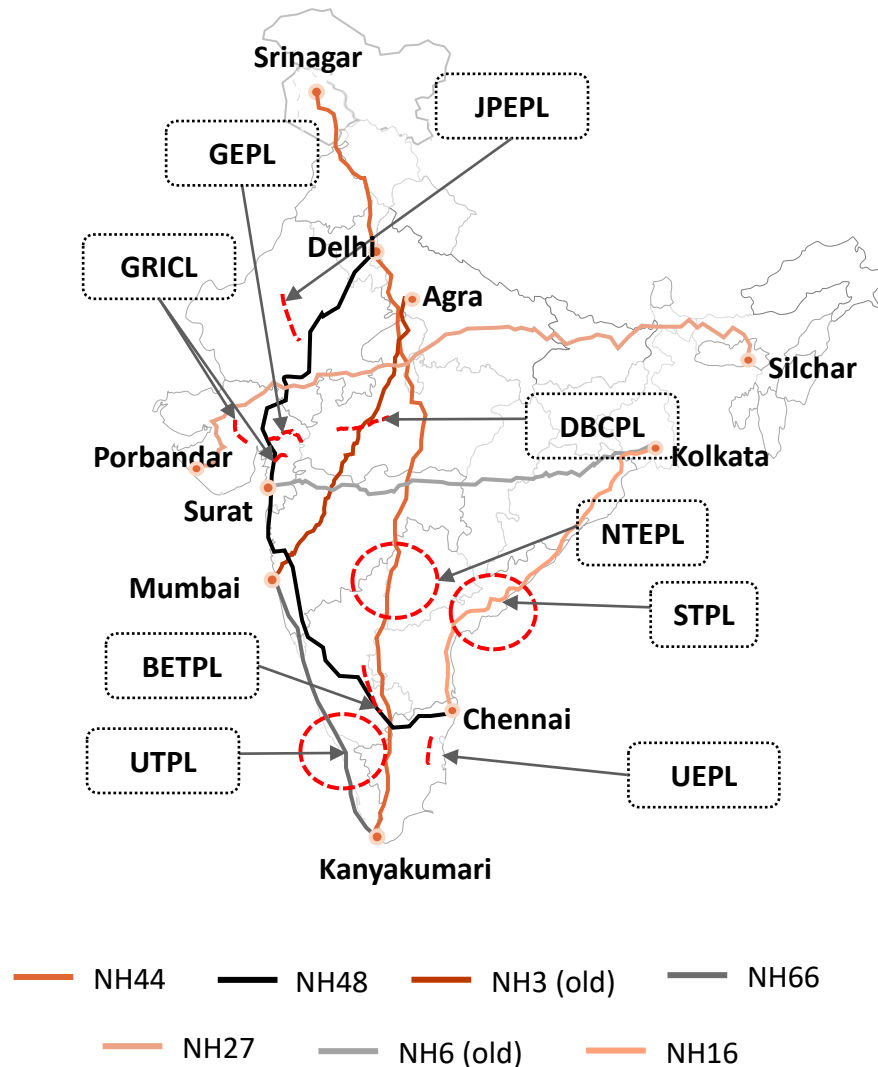 Srinagar
JPEPL
GEPL
Delhi
GRICL
Agra
Silchar
DBCPL
Porbandar
Kolkata
Surat
NTEPL
Mumbai
STPL
BETPL
Chennai
UTPL
UEPL
Kanyakumari
NH44 NH48 NH3 (old) NH66
NH27 NH6 (old) NH16